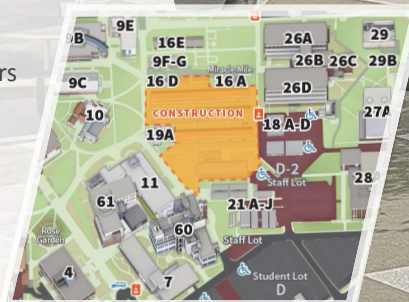 9E
9B
16E
26A
29
9F-G
26B
26C
29B
rs
Miracle Mile
9C
16 D
16 A
26D
27A
10
CONSTRUCTION
18 A-D
19A
D-2
Staff Lot
11
28
61
21 A-J
Rose
Garden
60
Staff Lot
4
7
Student Lot
D